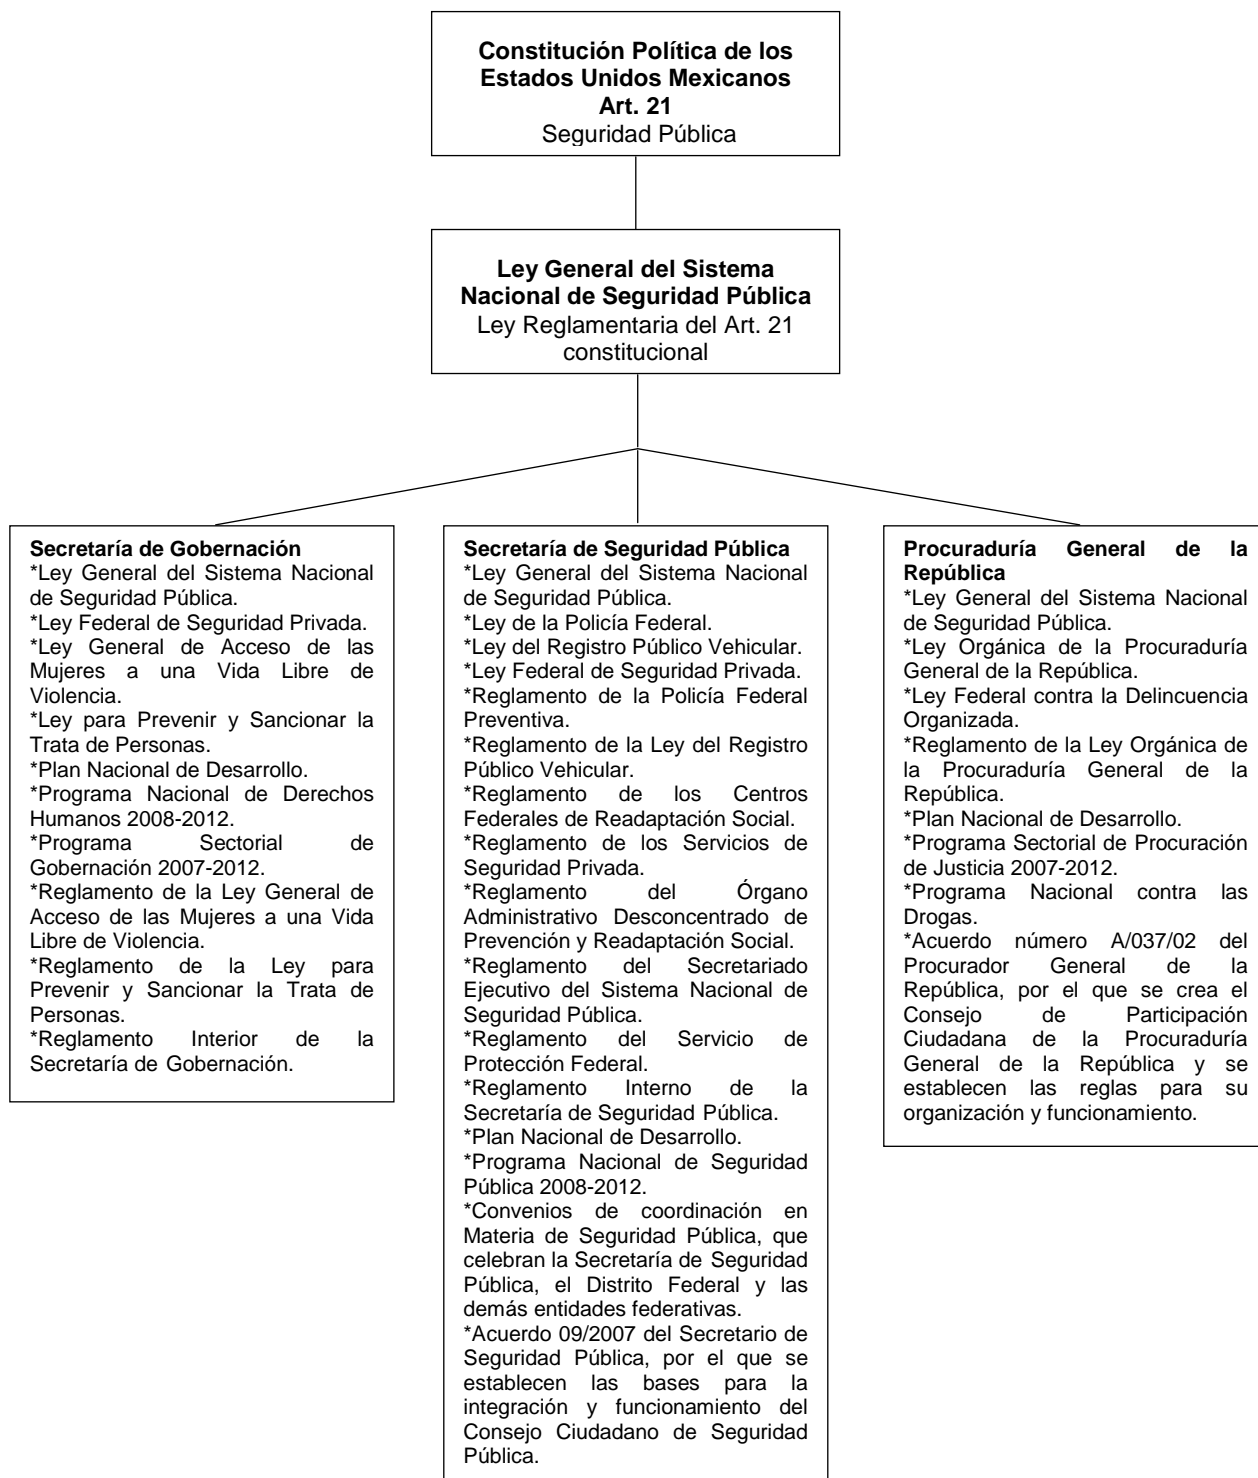 Constitución Política de los
Estados Unidos Mexicanos
Art. 21
Seguridad Pública
Ley General del Sistema
Nacional de Seguridad Pública
Ley Reglamentaria del Art. 21
constitucional
Secretaría de Gobernación
*Ley General del Sistema Nacional
de Seguridad Pública.
*Ley Federal de Seguridad Privada.
*Ley General de Acceso de las
Mujeres a una Vida Libre de
Violencia.
*Ley para Prevenir y Sancionar la
Trata de Personas.
*Plan Nacional de Desarrollo.
*Programa Nacional de Derechos
Humanos 2008-2012.
*Programa Sectorial de
Gobernación 2007-2012.
*Reglamento de la Ley General de
Acceso de las Mujeres a una Vida
Libre de Violencia.
*Reglamento de la Ley para
Prevenir y Sancionar la Trata de
Personas.
*Reglamento Interior de la
Secretaría de Gobernación.
Secretaría de Seguridad Pública
*Ley General del Sistema Nacional
de Seguridad Pública.
*Ley de la Policía Federal.
*Ley del Registro Público Vehicular.
*Ley Federal de Seguridad Privada.
*Reglamento de la Policía Federal
Preventiva.
*Reglamento de la Ley del Registro
Público Vehicular.
*Reglamento de los Centros
Federales de Readaptación Social.
*Reglamento de los Servicios de
Seguridad Privada.
*Reglamento del Órgano
Administrativo Desconcentrado de
Prevención y Readaptación Social.
*Reglamento del Secretariado
Ejecutivo del Sistema Nacional de
Seguridad Pública.
*Reglamento del Servicio de
Protección Federal.
*Reglamento Interno de la
Secretaría de Seguridad Pública.
*Plan Nacional de Desarrollo.
*Programa Nacional de Seguridad
Pública 2008-2012.
*Convenios de coordinación en
Materia de Seguridad Pública, que
celebran la Secretaría de Seguridad
Pública, el Distrito Federal y las
demás entidades federativas.
*Acuerdo 09/2007 del Secretario de
Seguridad Pública, por el que se
establecen las bases para la
integración y funcionamiento del
Consejo Ciudadano de Seguridad
Pública.
Procuraduría General de la
República
*Ley General del Sistema Nacional
de Seguridad Pública.
*Ley Orgánica de la Procuraduría
General de la República.
*Ley Federal contra la Delincuencia
Organizada.
*Reglamento de la Ley Orgánica de
la Procuraduría General de la
República.
*Plan Nacional de Desarrollo.
*Programa Sectorial de Procuración
de Justicia 2007-2012.
*Programa Nacional contra las
Drogas.
*Acuerdo número A/037/02 del
Procurador General de la
República, por el que se crea el
Consejo de Participación
Ciudadana de la Procuraduría
General de la República y se
establecen las reglas para su
organización y funcionamiento.